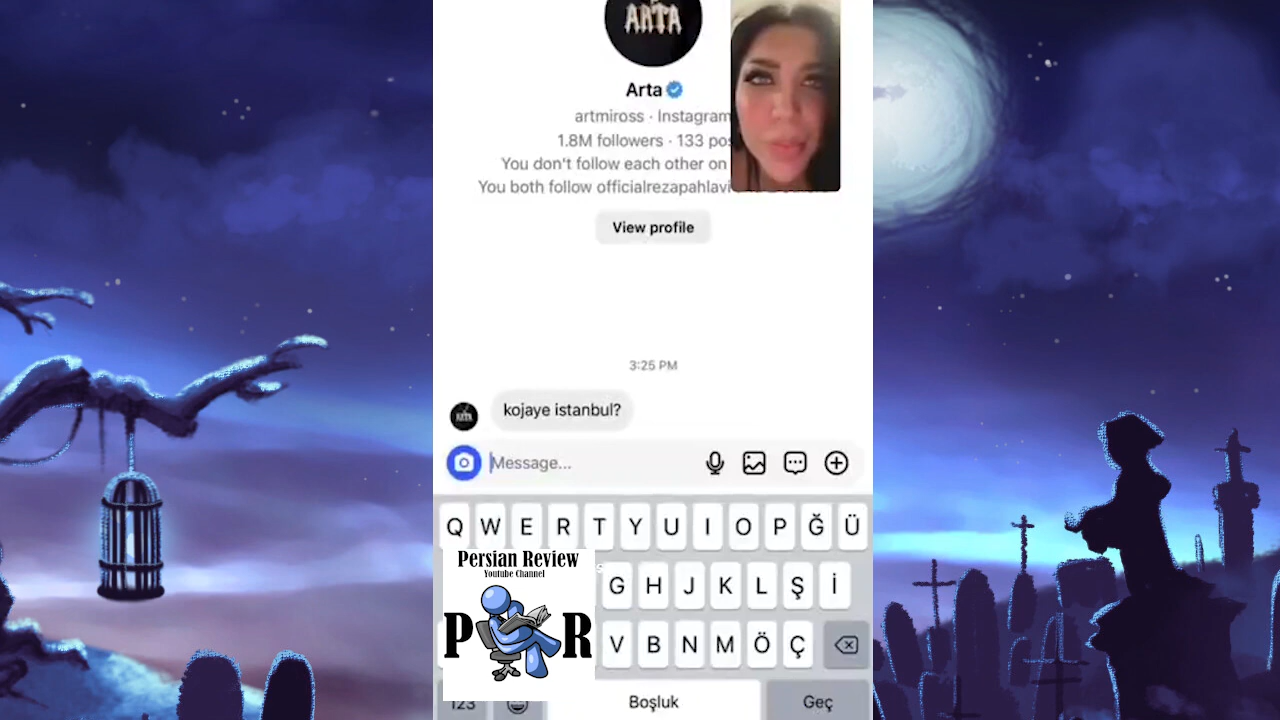 ARTA
Arta
artmiross · Instagram
1.8M followers · 133 pos
You don't follow each other on
You both follow officialrezapahlavi
View profile
3:25 PM
kojaye istanbul?
Message...
Q W E R T Y U I O P Ğ Ü
G H J K L Ş İ
V B N M Ö Ç
123 Boşluk Geç
Persian Review
Youtube Channel
P R